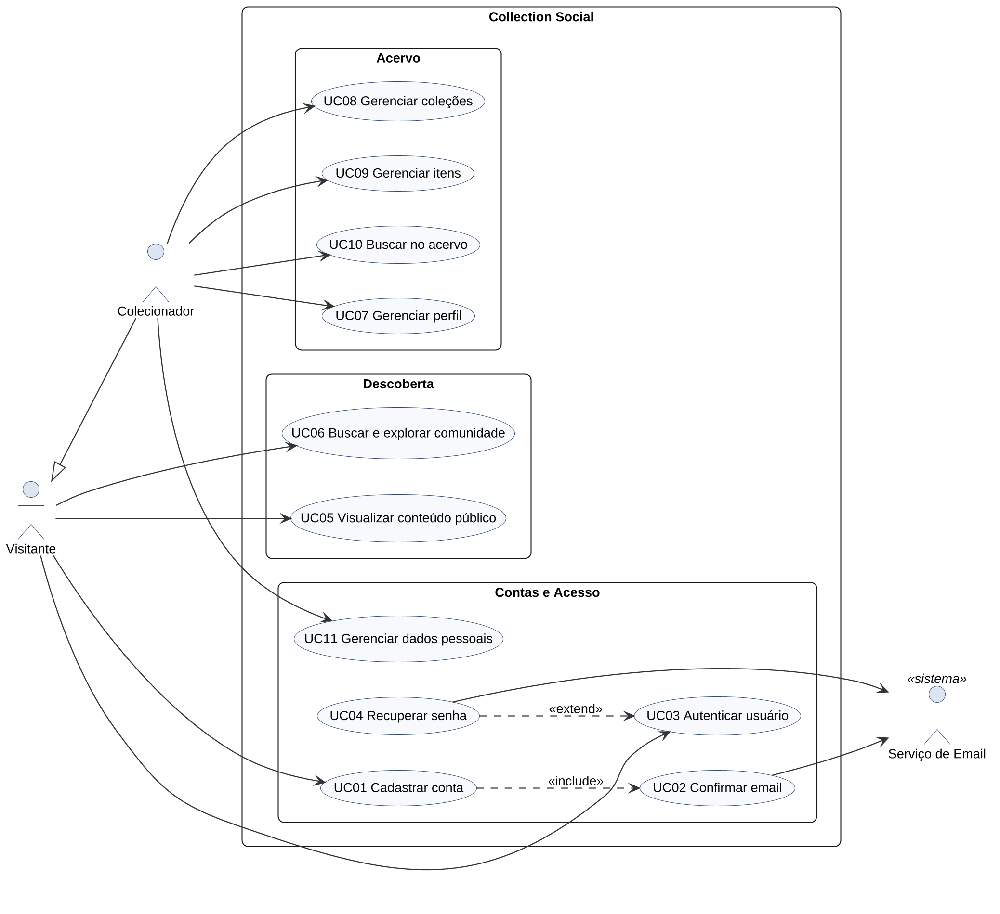 Collection Social
Acervo
UC08 Gerenciar coleções
UC09 Gerenciar itens
UC10 Buscar no acervo
UC07 Gerenciar perfil
Colecionador
Descoberta
UC06 Buscar e explorar comunidade
UC05 Visualizar conteúdo público
Visitante
Contas e Acesso
UC11 Gerenciar dados pessoais
UC04 Recuperar senha
«extend»
UC03 Autenticar usuário
UC01 Cadastrar conta
«include»
UC02 Confirmar email
«sistema»
Serviço de Email